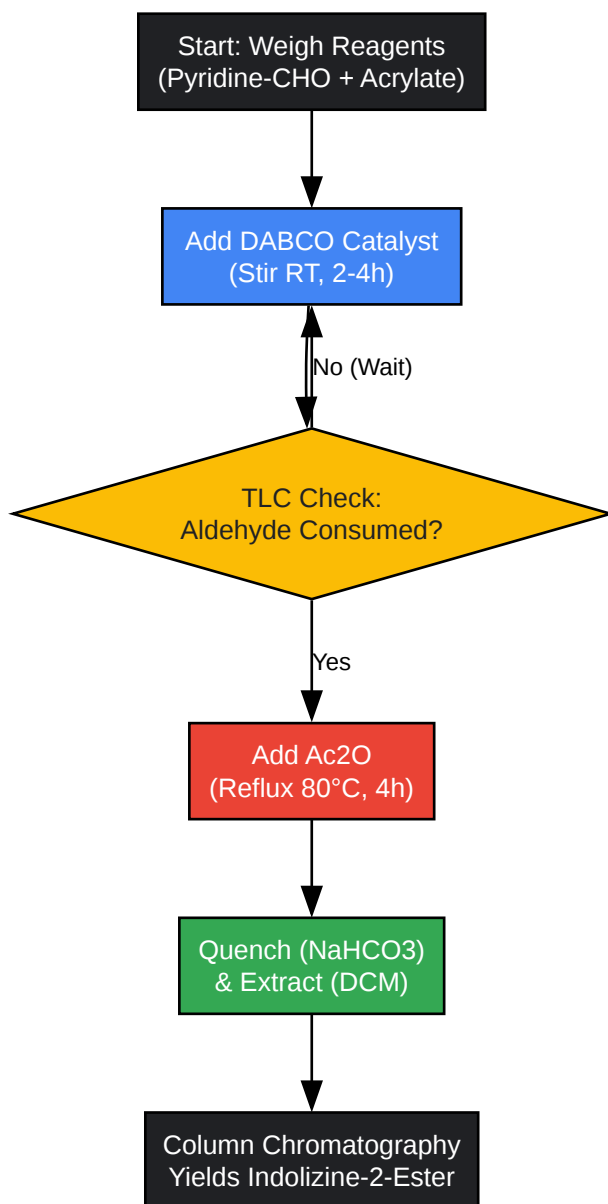 Start: Weigh Reagents
(Pyridine-CHO + Acrylate)
Add DABCO Catalyst
(Stir RT, 2-4h)
No (Wait)
TLC Check:
Aldehyde Consumed?
Yes
Add Ac2O
(Reflux 80°C, 4h)
Quench (NaHCO3)
& Extract (DCM)
Column Chromatography
Yields Indolizine-2-Ester